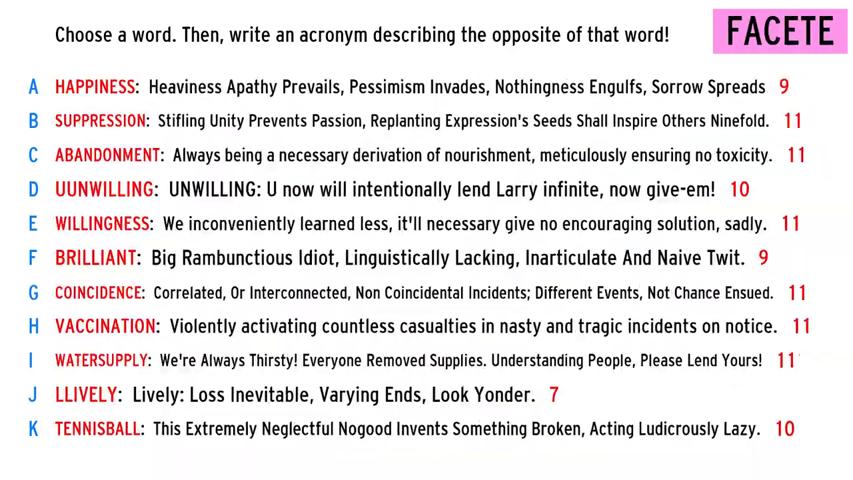 Choose a word. Then, write an acronym describing the opposite of that word!
FACETE
A HAPPINESS: Heaviness Apathy Prevails, Pessimism Invades, Nothingness Engulfs, Sorrow Spreads 9
B SUPPRESSION: Stifling Unity Prevents Passion, Replanting Expression's Seeds Shall Inspire Others Ninefold. 11
C ABANDONMENT: Always being a necessary derivation of nourishment, meticulously ensuring no toxicity. 11
D UUNWILLING: UNWILLING: U now will intentionally lend Larry infinite, now give-em! 10
E WILLINGNESS: We inconveniently learned less, it'll necessary give no encouraging solution, sadly. 11
F BRILLIANT: Big Rambunctious Idiot, Linguistically Lacking, Inarticulate And Naive Twit. 9
G COINCIDENCE: Correlated, Or Interconnected, Non Coincidental Incidents; Different Events, Not Chance Ensued. 11
H VACCINATION: Violently activating countless casualties in nasty and tragic incidents on notice. 11
I WATERSUPPLY: We're Always Thirsty! Everyone Removed Supplies. Understanding People, Please Lend Yours! 11
J LLIVELY: Lively: Loss Inevitable, Varying Ends, Look Yonder. 7
K TENNISBALL: This Extremely Neglectful Nogood Invents Something Broken, Acting Ludicrously Lazy. 10